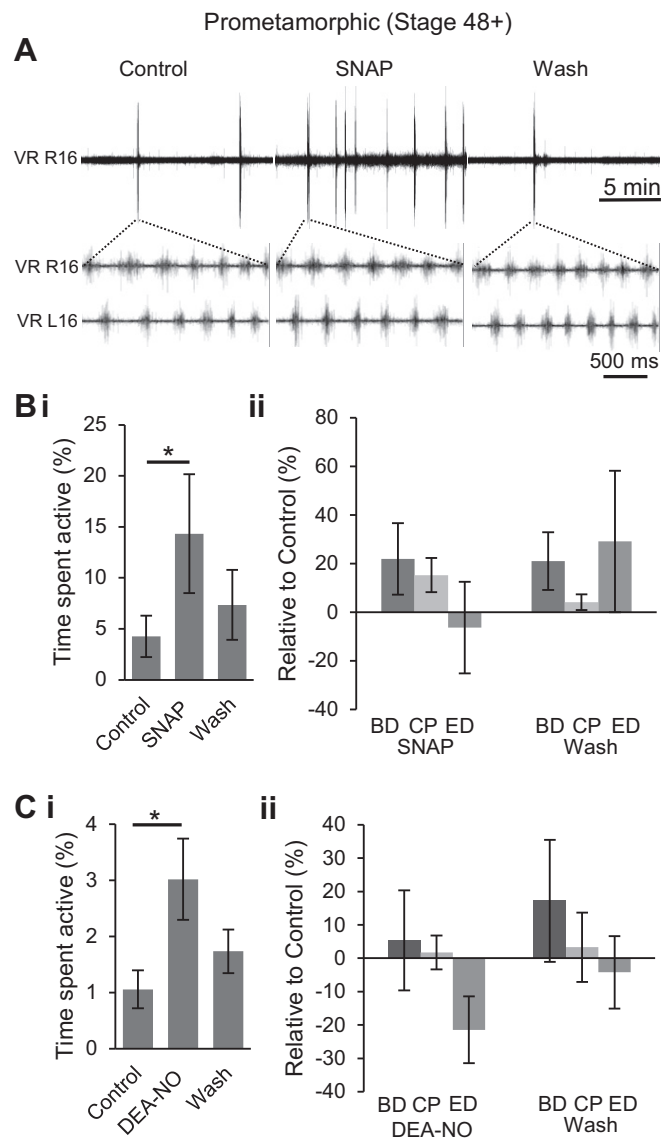 Prometamorphic (Stage 48+)
A
Control SNAP Wash
VR R16
5 min
VR R16
VR L16
500 ms
B i ii
Time spent active (%)
25
20
15
10
5
0
*
Control SNAP Wash
Relative to Control (%)
80
60
40
20
0
-20
-40
BD CP ED BD CP ED
SNAP Wash
C i ii
Time spent active (%)
4
3
2
1
0
*
Control DEA-NO Wash
Relative to Control (%)
40
30
20
10
0
-10
-20
-30
-40
BD CP ED BD CP ED
DEA-NO Wash